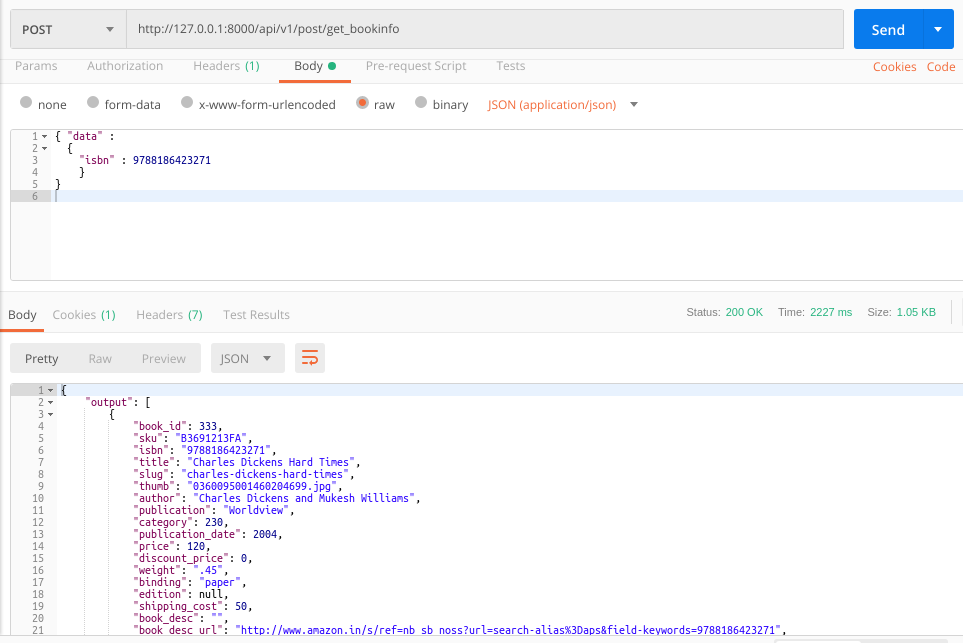 POST http://127.0.0.1:8000/api/v1/post/get_bookinfo Send
Params Authorization Headers (1) Body Pre-request Script Tests Cookies Code
none form-data x-www-form-urlencoded raw binary JSON (application/json)
1 { "data" :
2 {
3 "isbn" : 9788186423271
4 }
5 }
6
Body Cookies (1) Headers (7) Test Results Status: 200 OK Time: 2227 ms Size: 1.05 KB
Pretty Raw Preview JSON
1 {
2 "output": [
3 {
4 "book_id": 333,
5 "sku": "B3691213FA",
6 "isbn": "9788186423271",
7 "title": "Charles Dickens Hard Times",
8 "slug": "charles-dickens-hard-times",
9 "thumb": "0360095001460204699.jpg",
10 "author": "Charles Dickens and Mukesh Williams",
11 "publication": "Worldview",
12 "category": 230,
13 "publication_date": 2004,
14 "price": 120,
15 "discount_price": 0,
16 "weight": ".45",
17 "binding": "paper",
18 "edition": null,
19 "shipping_cost": 50,
20 "book_desc": "",
21 "book_desc_url": "http://www.amazon.in/s/ref=nb_sb_noss?url=search-alias%3Daps&field-keywords=9788186423271",